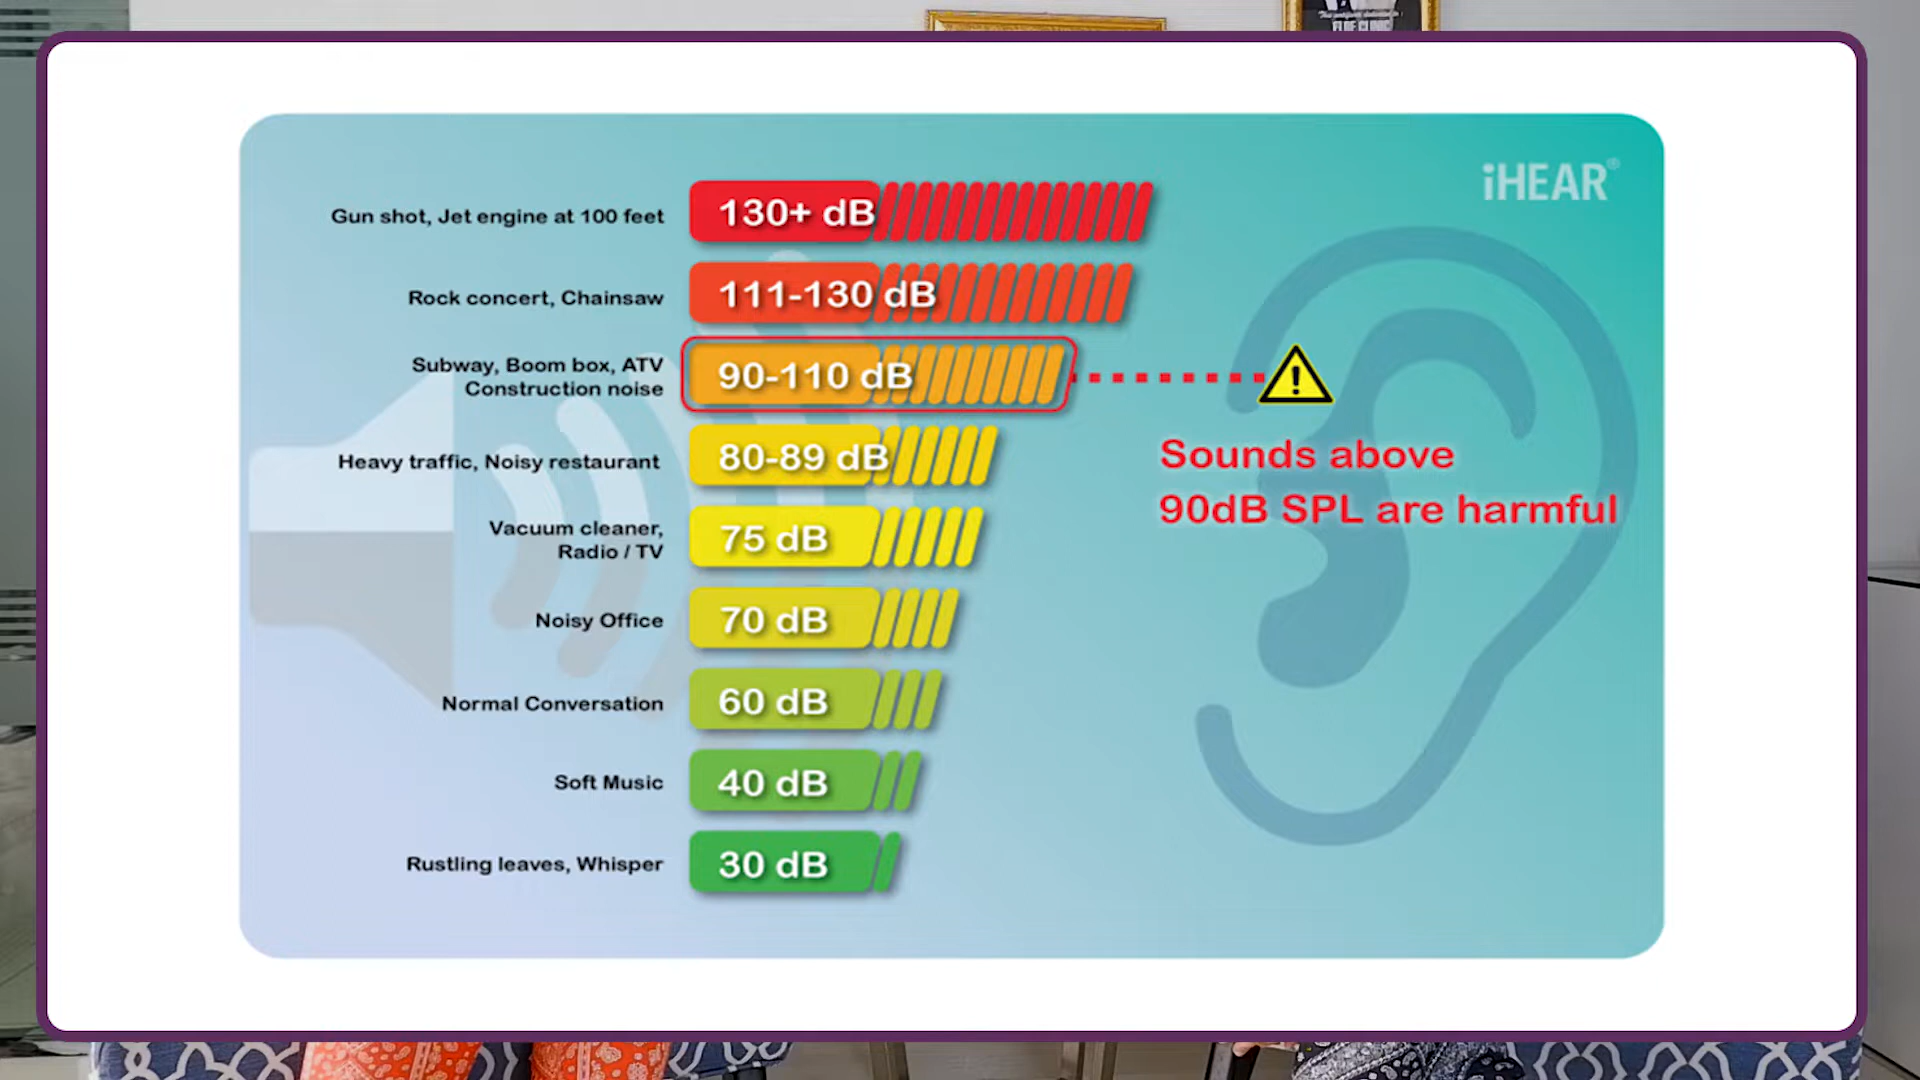 FLOF CLINIC
iHEAR®
Gun shot, Jet engine at 100 feet
130+ dB
Rock concert, Chainsaw
111-130 dB
Subway, Boom box, ATV
Construction noise
90-110 dB
!
Sounds above
90dB SPL are harmful
Heavy traffic, Noisy restaurant
80-89 dB
Vacuum cleaner,
Radio / TV
75 dB
Noisy Office
70 dB
Normal Conversation
60 dB
Soft Music
40 dB
Rustling leaves, Whisper
30 dB